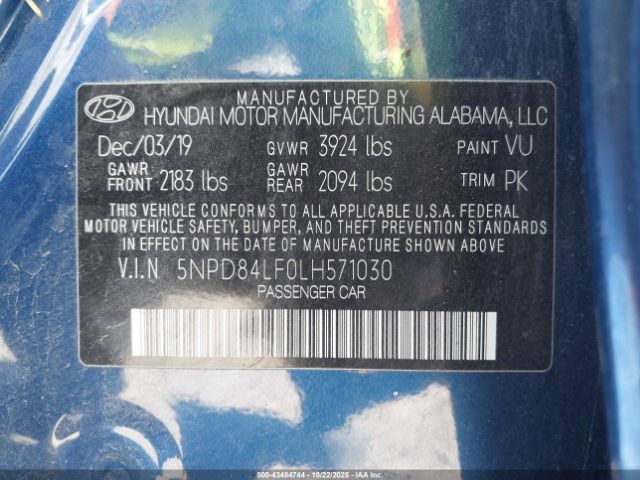 MANUFACTURED BY
HYUNDAI MOTOR MANUFACTURING ALABAMA, LLC
Dec/03/19 GVWR 3924 lbs PAINT VU
GAWR FRONT 2183 lbs GAWR REAR 2094 lbs TRIM PK
THIS VEHICLE CONFORMS TO ALL APPLICABLE U.S.A. FEDERAL
MOTOR VEHICLE SAFETY, BUMPER, AND THEFT PREVENTION STANDARDS
IN EFFECT ON THE DATE OF MANUFACTURE SHOWN ABOVE
V.I.N 5NPD84LF0LH571030
PASSENGER CAR
000-43484744 - 10/22/2025 - IAA Inc.